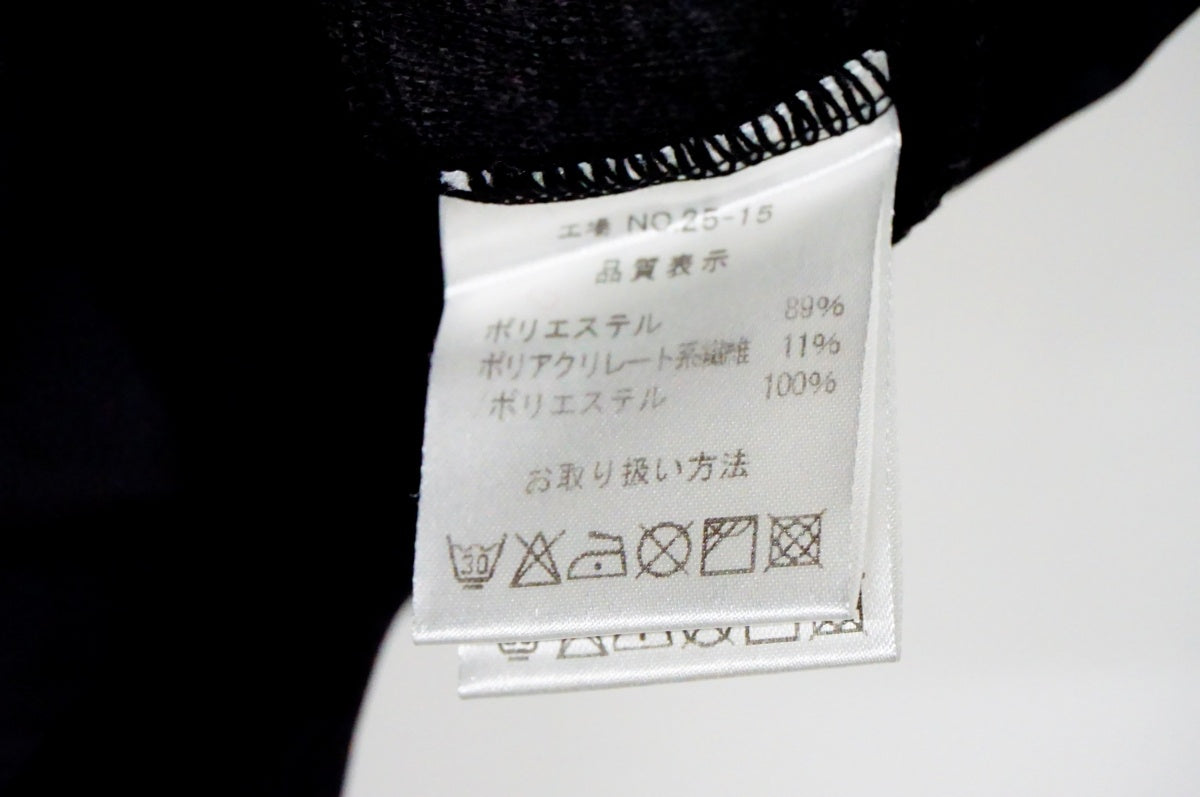 工場 NO.25-15
品質表示
ポリエステル 89%
ポリアクリレート系繊維 11%
ポリエステル 100%
お取り扱い方法
30